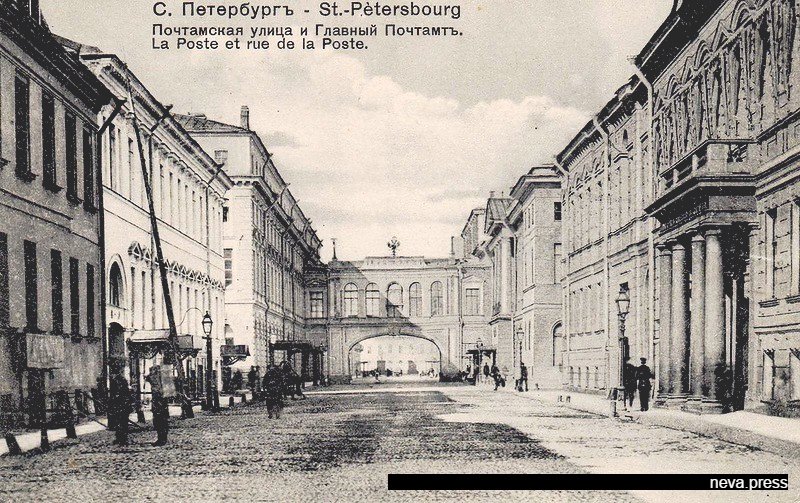 С. Петербургъ - St.-Pètersbourg
Почтамская улица и Главный Почтамтъ.
La Poste et rue de la Poste.
neva.press